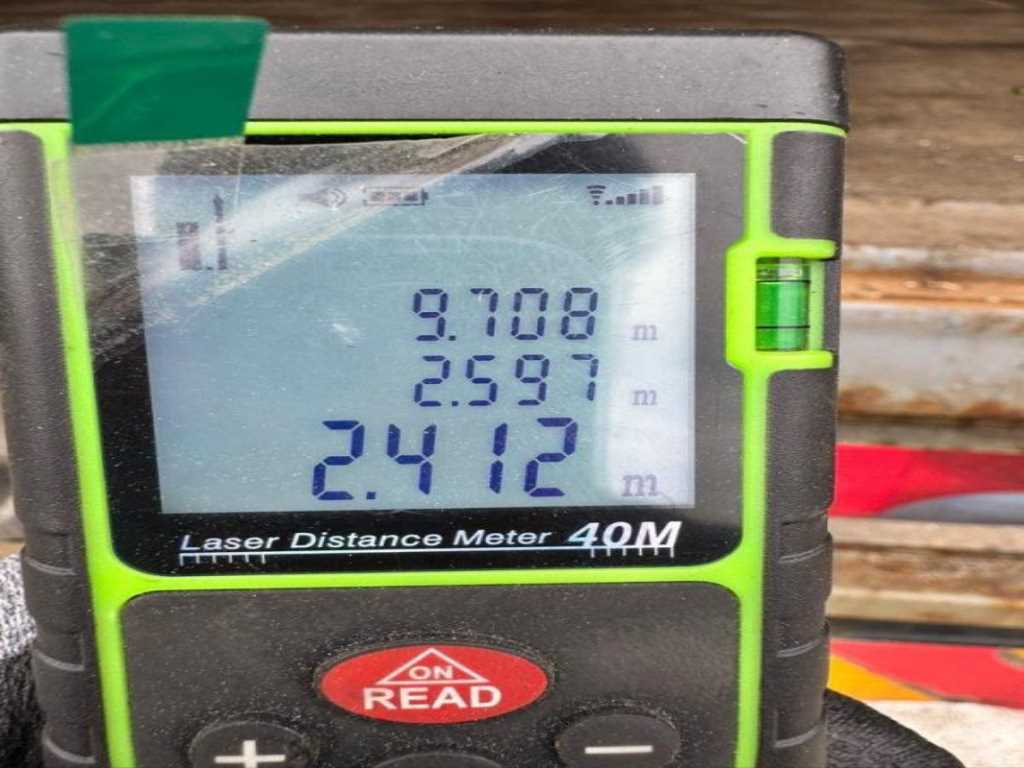 9.708 m
2.597 m
2.412 m
Laser Distance Meter 40M
ON
READ
+ −